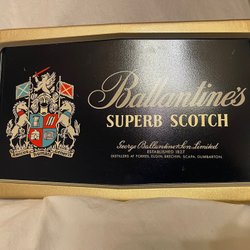 Ballantine's
SUPERB SCOTCH
George Ballantine & Son Limited
ESTABLISHED 1827
DISTILLERS AT FORRES, ELGIN, BRECHIN, SCAPA, DUMBARTON